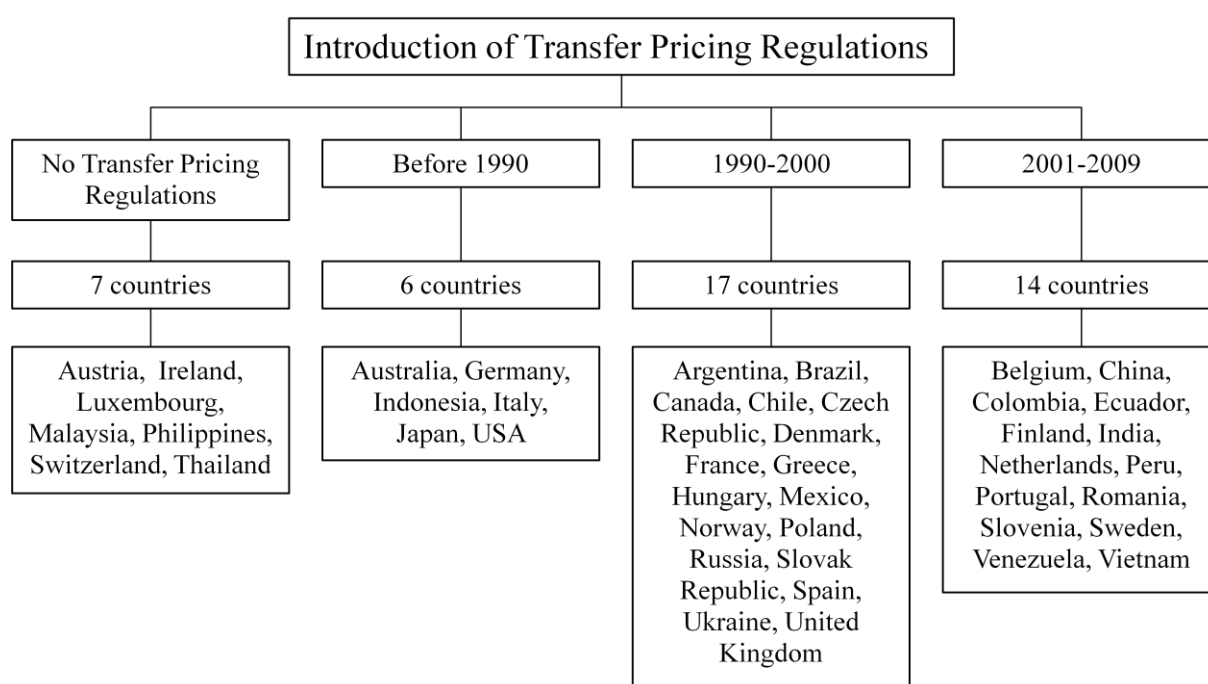 Introduction of Transfer Pricing Regulations
No Transfer Pricing
Regulations
7 countries
Austria, Ireland,
Luxembourg,
Malaysia, Philippines,
Switzerland, Thailand
Before 1990
6 countries
Australia, Germany,
Indonesia, Italy,
Japan, USA
1990-2000
17 countries
Argentina, Brazil,
Canada, Chile, Czech
Republic, Denmark,
France, Greece,
Hungary, Mexico,
Norway, Poland,
Russia, Slovak
Republic, Spain,
Ukraine, United
Kingdom
2001-2009
14 countries
Belgium, China,
Colombia, Ecuador,
Finland, India,
Netherlands, Peru,
Portugal, Romania,
Slovenia, Sweden,
Venezuela, Vietnam